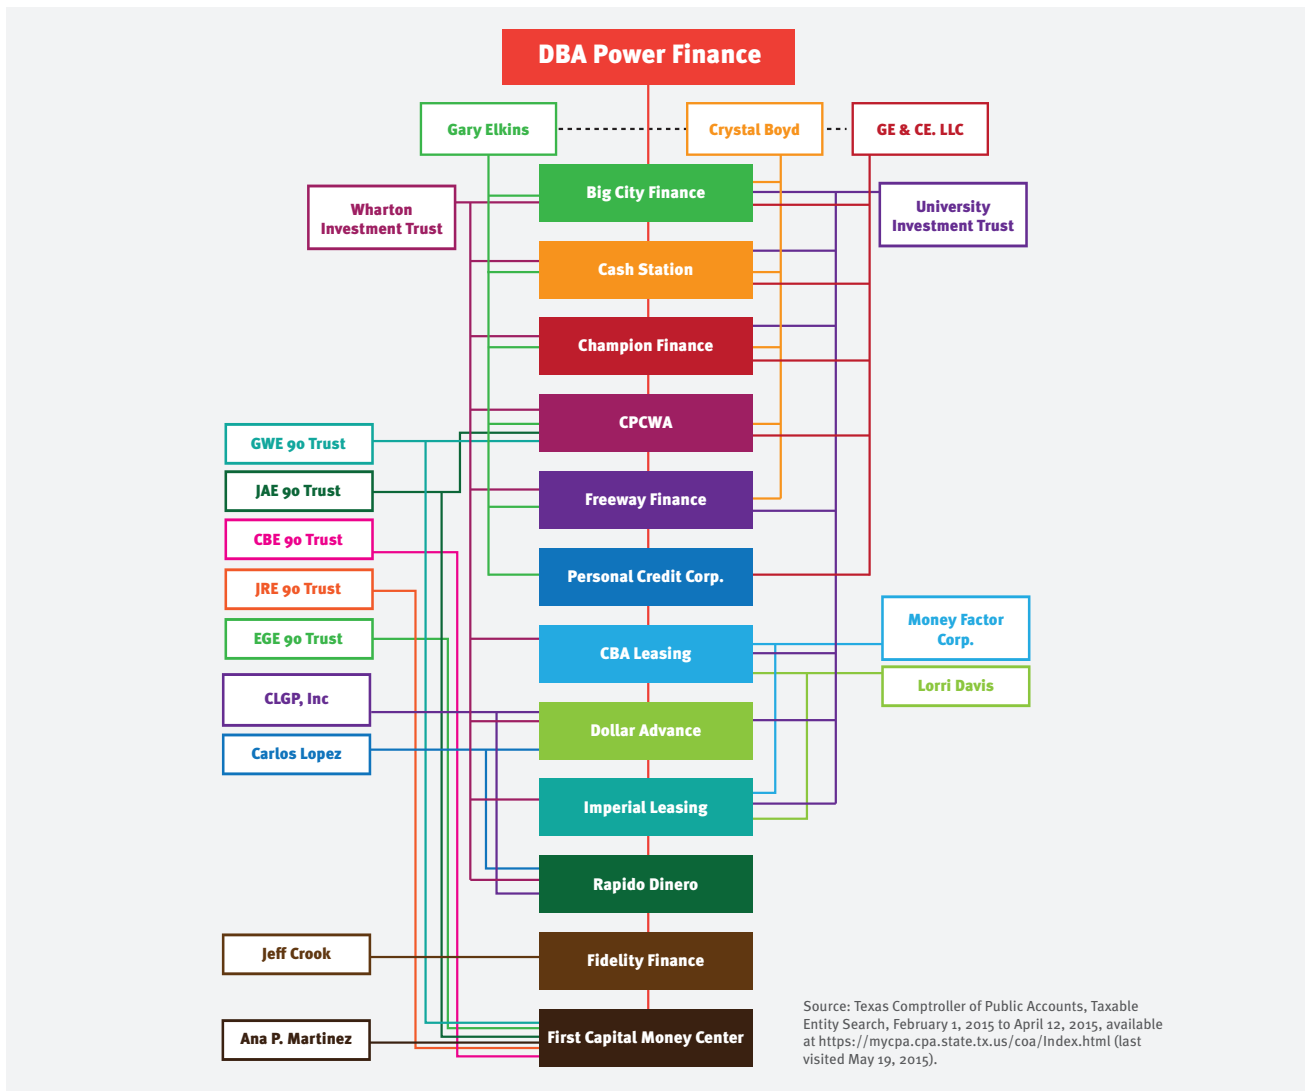 DBA Power Finance
Gary Elkins
Crystal Boyd
GE & CE. LLC
Big City Finance
Wharton
Investment Trust
University
Investment Trust
Cash Station
Champion Finance
CPCWA
GWE 90 Trust
JAE 90 Trust
Freeway Finance
CBE 90 Trust
Personal Credit Corp.
JRE 90 Trust
EGE 90 Trust
CBA Leasing
Money Factor
Corp.
Lorri Davis
CLGP, Inc
Dollar Advance
Carlos Lopez
Imperial Leasing
Rapido Dinero
Jeff Crook
Fidelity Finance
Ana P. Martinez
First Capital Money Center
Source: Texas Comptroller of Public Accounts, Taxable
Entity Search, February 1, 2015 to April 12, 2015, available
at https://mycpa.cpa.state.tx.us/coa/Index.html (last
visited May 19, 2015).